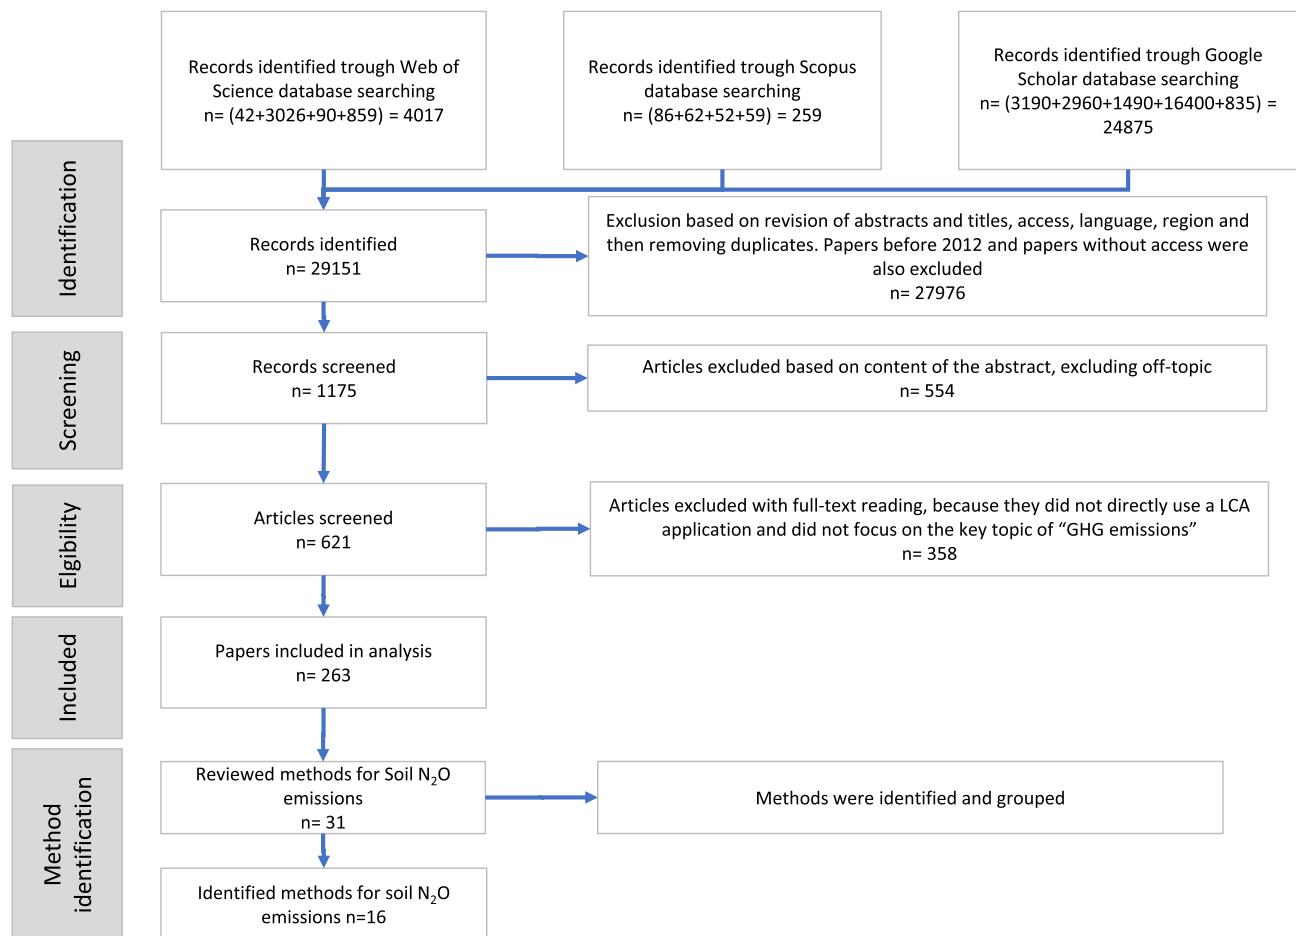 Records identified trough Web of
Science database searching
n= (42+3026+90+859) = 4017
Records identified trough Scopus
database searching
n= (86+62+52+59) = 259
Records identified trough Google
Scholar database searching
n= (3190+2960+1490+16400+835) =
24875
Identification
Records identified
n= 29151
Exclusion based on revision of abstracts and titles, access, language, region and
then removing duplicates. Papers before 2012 and papers without access were
also excluded
n= 27976
Screening
Records screened
n= 1175
Articles excluded based on content of the abstract, excluding off-topic
n= 554
Elgibility
Articles screened
n= 621
Articles excluded with full-text reading, because they did not directly use a LCA
application and did not focus on the key topic of “GHG emissions”
n= 358
Included
Papers included in analysis
n= 263
Method
identification
Reviewed methods for Soil N₂O
emissions
n= 31
Methods were identified and grouped
Identified methods for soil N₂O
emissions n=16